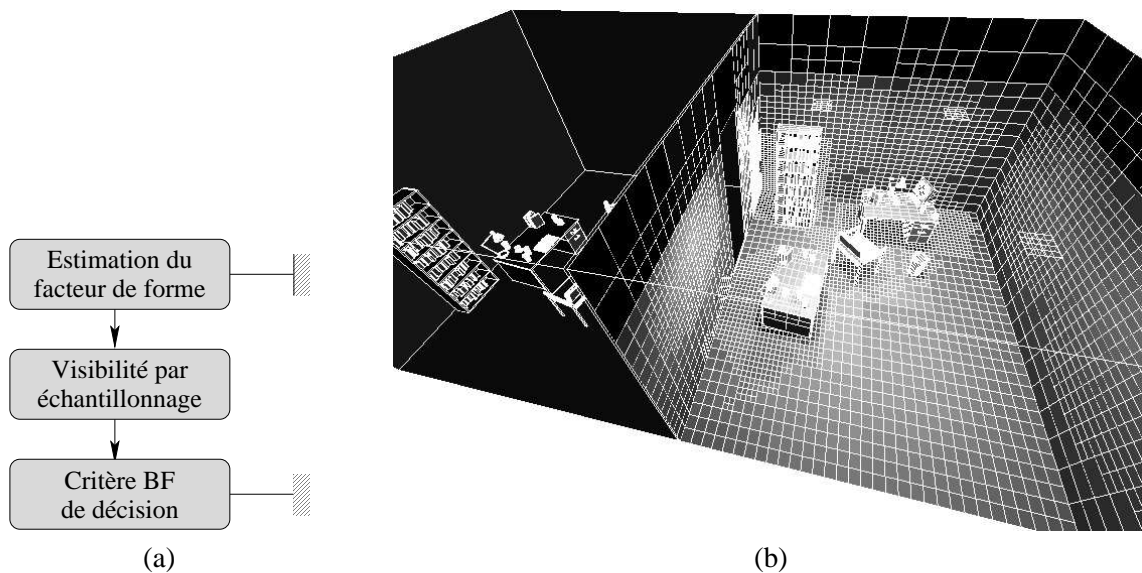 Estimation du
facteur de forme
Visibilité par
échantillonnage
Critère BF
de décision
(a)
(b)